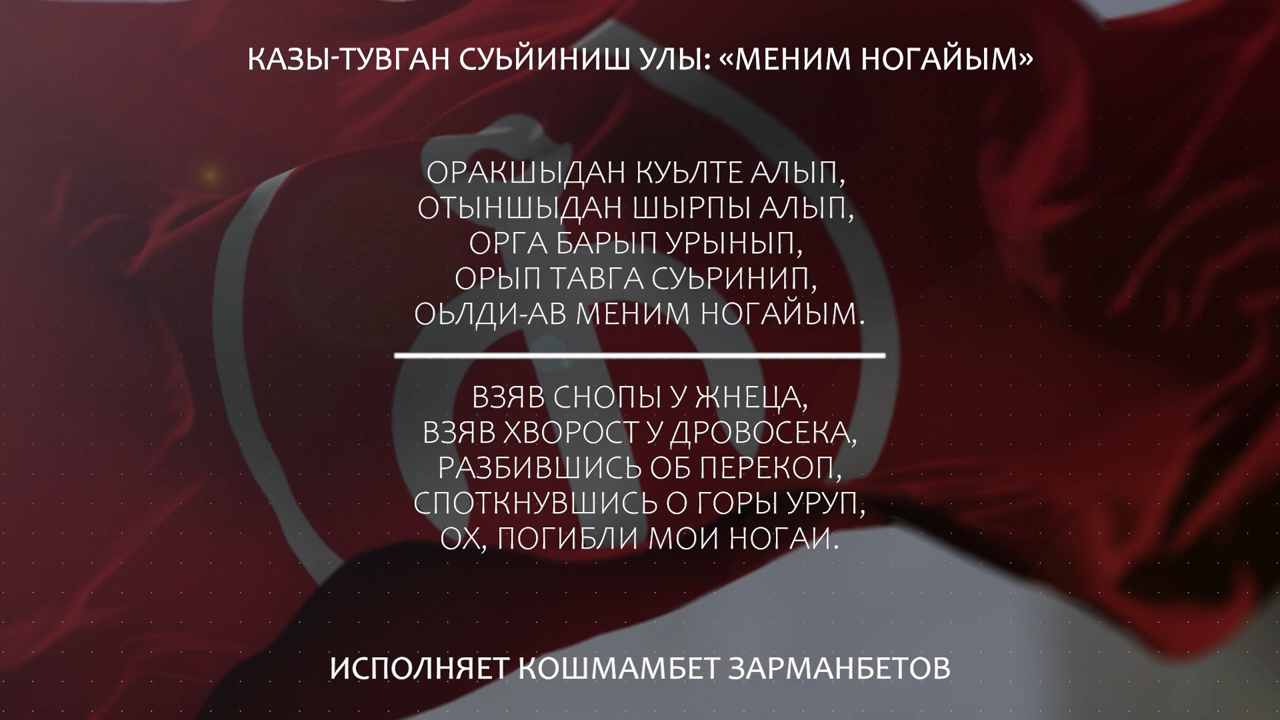 КАЗЫ-ТУВГАН СУЬЙИНИШ УЛЫ: «МЕНИМ НОГАЙЫМ»
ОРАКШЫДАН КУЬЛТЕ АЛЫП,
ОТЫНШЫДАН ШЫРПЫ АЛЫП,
ОРГА БАРЫП УРЫНЫП,
ОРЫП ТАВГА СУЬРИНИП,
ОЬЛДИ-АВ МЕНИМ НОГАЙЫМ.
ВЗЯВ СНОПЫ У ЖНЕЦА,
ВЗЯВ ХВОРОСТ У ДРОВОСЕКА,
РАЗБИВШИСЬ ОБ ПЕРЕКОП,
СПОТКНУВШИСЬ О ГОРЫ УРУП,
ОХ, ПОГИБЛИ МОИ НОГАИ.
ИСПОЛНЯЕТ КОШМАМБЕТ ЗАРМАНБЕТОВ